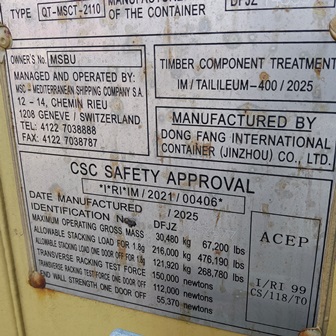 TYPE QT-MSCT-2110
MANUFACTU
OF THE CONTAINER
DFJZ
OWNER'S No. MSBU
MANAGED AND OPERATED BY:
MSC - MEDITERRANEAN SHIPPING COMPANY S.A.
12 - 14, CHEMIN RIEU
1208 GENEVE / SWITZERLAND
TEL: 4122 7038888
FAX: 4122 7038787
TIMBER COMPONENT TREATMENT
IM / TAILILEUM-400 / 2025
MANUFACTURED BY
DONG FANG INTERNATIONAL
CONTAINER (JINZHOU) CO., LTD.
CSC SAFETY APPROVAL
*I*RI*IM / 2021 / 00406*
DATE MANUFACTURED / 2025
IDENTIFICATION No. DFJZ
MAXIMUM OPERATING GROSS MASS 30,480 kg 67,200 lbs
ALLOWABLE STACKING LOAD FOR 1.8g 216,000 kg 476,190 lbs
ALLOWABLE STACKING LOAD ONE DOOR OFF FOR 1.8g 121,920 kg 268,780 lbs
TRANSVERSE RACKING TEST FORCE 150,000 newtons
TRANSVERSE RACKING TEST FORCE ONE DOOR OFF 112,000 newtons
END WALL STRENGTH, ONE DOOR OFF 55,370 newtons
ACEP
I/RI 99
CS/118/TO